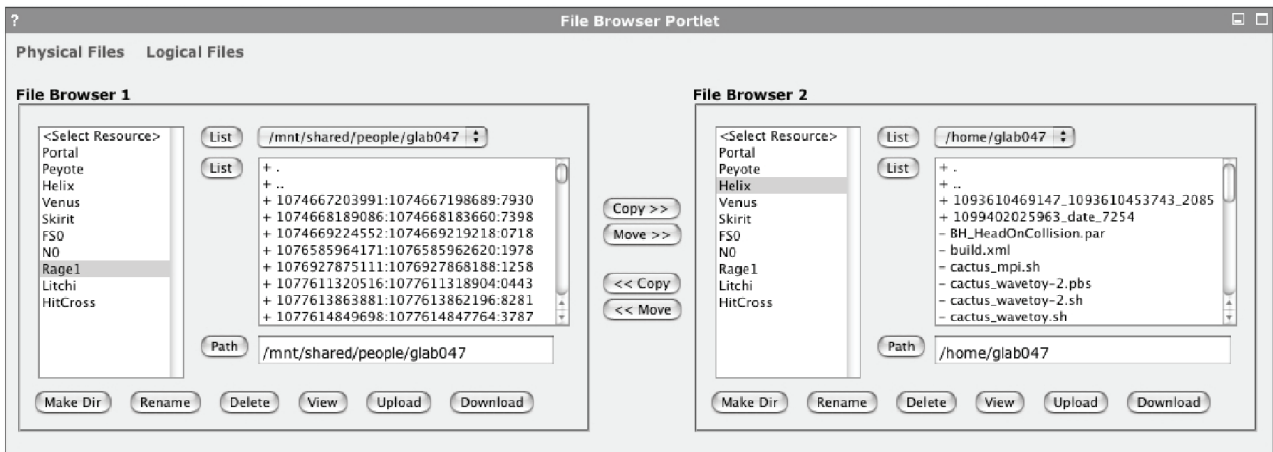 ? File Browser Portlet
Physical Files Logical Files
File Browser 1
<Select Resource>
Portal
Peyote
Helix
Venus
Skirit
FS0
N0
Rage1
Litchi
HitCross
List /mnt/shared/people/glab047
List
+ .
+ ..
+ 1074667203991:1074667198689:7930
+ 1074668189086:1074668183660:7398
+ 1074669224552:1074669219218:0718
+ 1076585964171:1076585962620:1978
+ 1076927875111:1076927868188:1258
+ 1077611320516:1077611318904:0443
+ 1077613863881:1077613862196:8281
+ 1077614849698:1077614847764:3787
Path /mnt/shared/people/glab047
Make Dir Rename Delete View Upload Download
Copy >>
Move >>
<< Copy
<< Move
File Browser 2
<Select Resource>
Portal
Peyote
Helix
Venus
Skirit
FS0
N0
Rage1
Litchi
HitCross
List /home/glab047
List
+ .
+ ..
+ 1093610469147_1093610453743_2085
+ 1099402025963_date_7254
- BH_HeadOnCollision.par
- build.xml
- cactus_mpi.sh
- cactus_wavetoy-2.pbs
- cactus_wavetoy-2.sh
- cactus_wavetoy.sh
Path /home/glab047
Make Dir Rename Delete View Upload Download